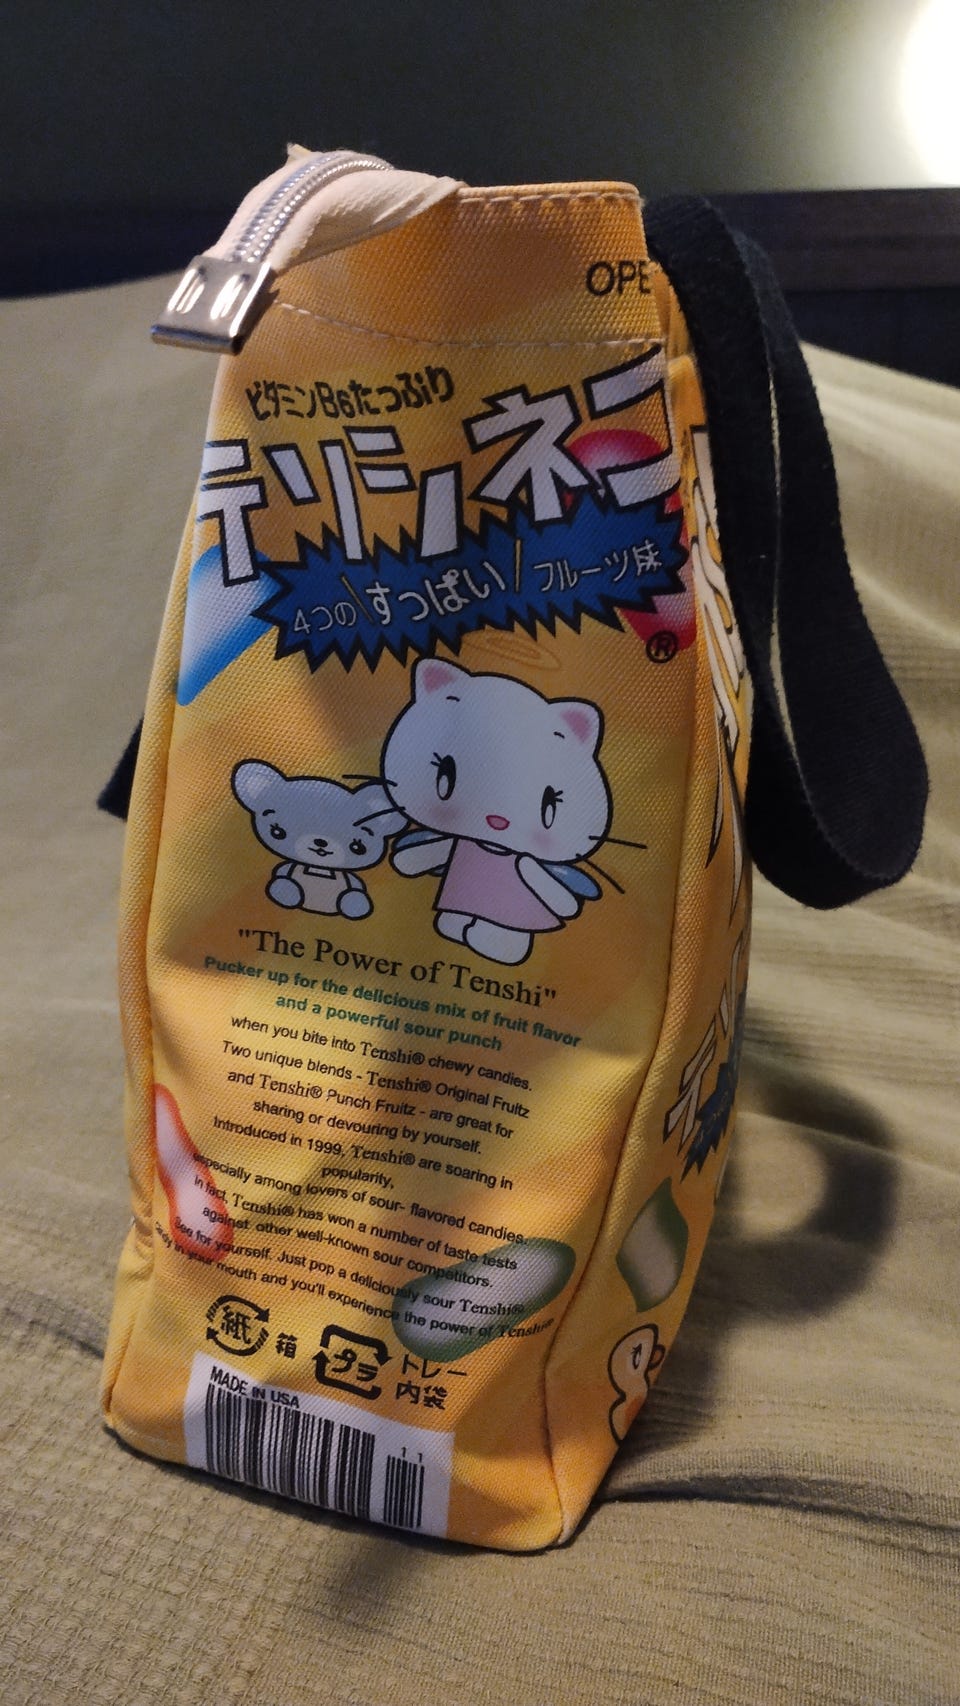 OPE
ビタミンB6たっぷり
テリシネコ
4つの すっぱい フルーツ味
®
"The Power of Tenshi"
Pucker up for the delicious mix of fruit flavor
and a powerful sour punch
when you bite into Tenshi® chewy candies.
Two unique blends - Tenshi® Original Fruitz
and Tenshi® Punch Fruitz - are great for
sharing or devouring by yourself.
Introduced in 1999, Tenshi® are soaring in
popularity,
especially among lovers of sour- flavored candies.
In fact, Tenshi® has won a number of taste tests
against other well-known sour competitors.
See for yourself. Just pop a deliciously sour Tenshi®
candy in your mouth and you'll experience the power of Tenshi®
紙 箱 プラ トレー
内袋
MADE IN USA
11